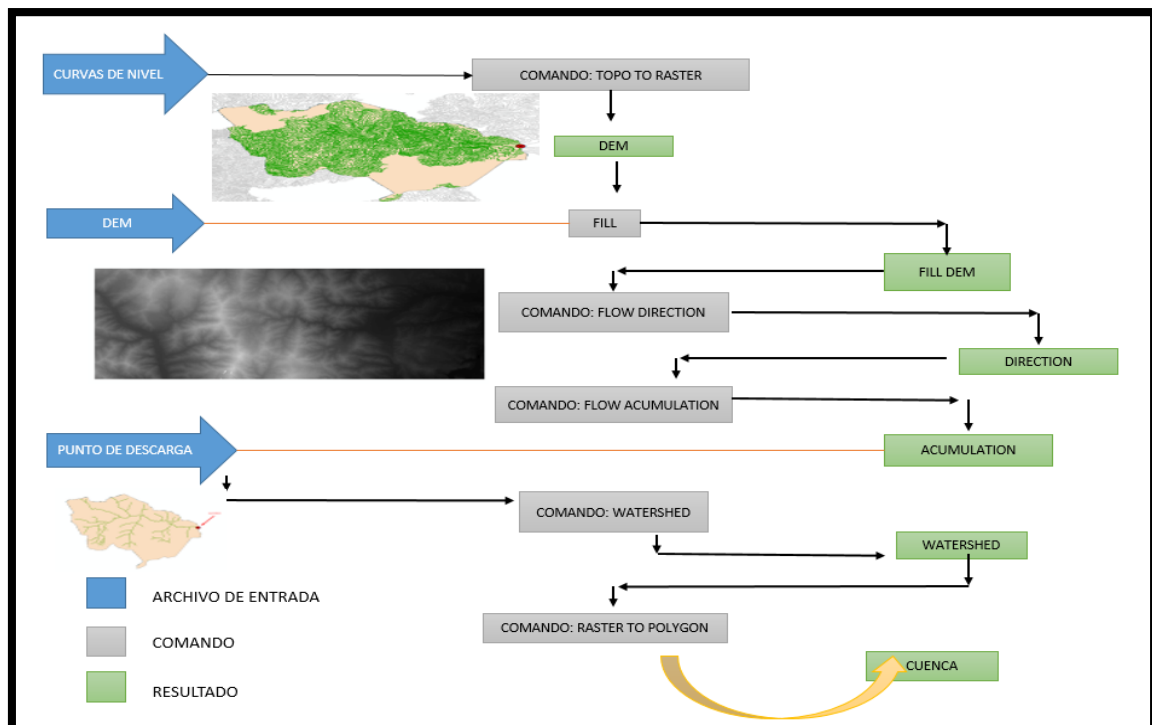 CURVAS DE NIVEL
COMANDO: TOPO TO RASTER
DEM
DEM
FILL
FILL DEM
COMANDO: FLOW DIRECTION
DIRECTION
COMANDO: FLOW ACUMULATION
PUNTO DE DESCARGA
ACUMULATION
COMANDO: WATERSHED
WATERSHED
ARCHIVO DE ENTRADA
COMANDO
COMANDO: RASTER TO POLYGON
RESULTADO
CUENCA